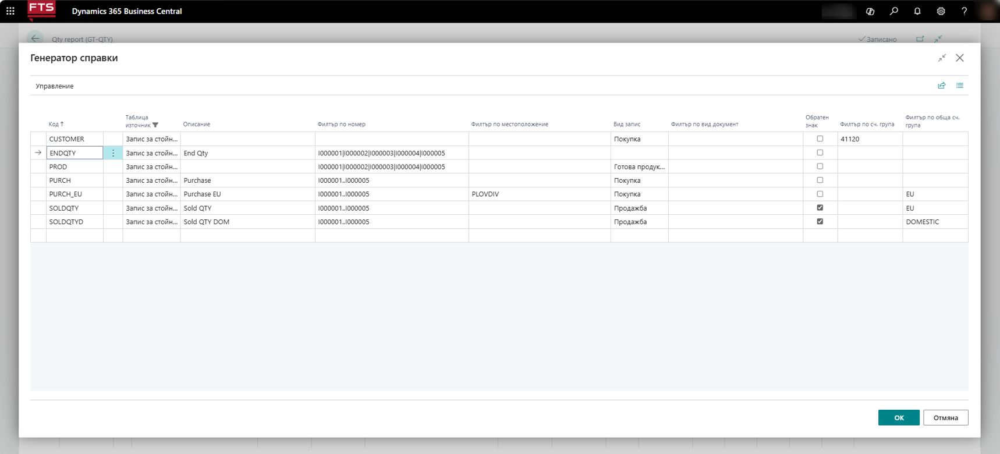 FTS Dynamics 365 Business Central ?
Qty report (GT-QTY) Записано
Генератор справки
Управление
Код Таблица източник Описание Филтър по номер Филтър по местоположение Вид запис Филтър по вид документ Обратен знак Филтър по сч. група Филтър по обща сч. група
CUSTOMER Запис за стойн... Покупка 41120
ENDQTY Запис за стойн... End Qty I000001|I000002|I000003|I000004|I000005
PROD Запис за стойн... I000001|I000002|I000003|I000004|I000005 Готова продук...
PURCH Запис за стойн... Purchase I000001..I000005 Покупка
PURCH_EU Запис за стойн... Purchase EU I000001..I000005 PLOVDIV Покупка EU
SOLDQTY Запис за стойн... Sold QTY I000001..I000005 Продажба EU
SOLDQTYD Запис за стойн... Sold QTY DOM I000001..I000005 Продажба DOMESTIC
OK Отмяна